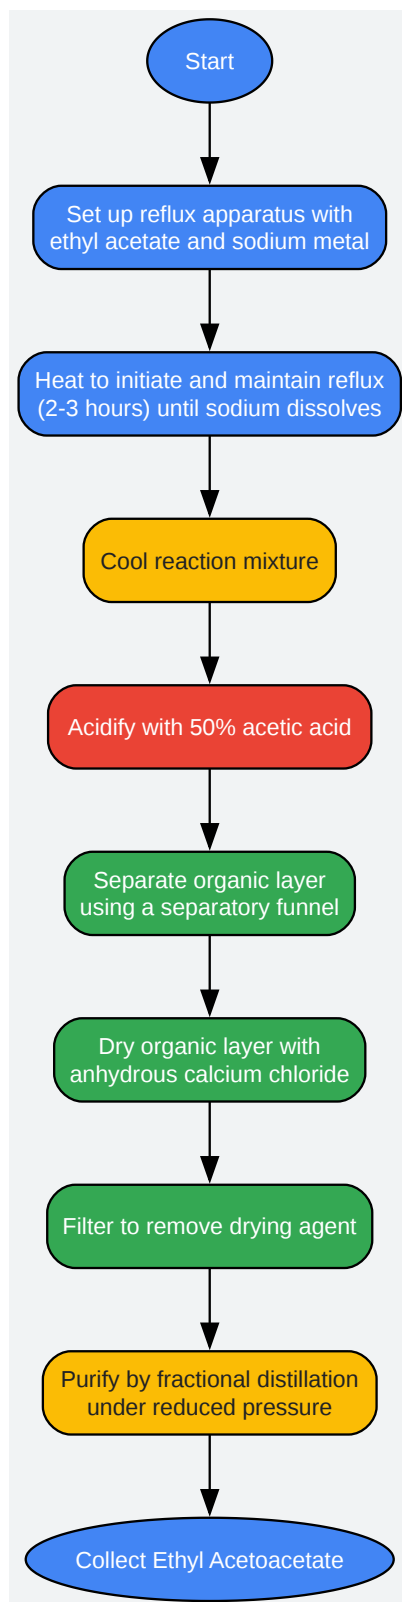 Start
Set up reflux apparatus with
ethyl acetate and sodium metal
Heat to initiate and maintain reflux
(2-3 hours) until sodium dissolves
Cool reaction mixture
Acidify with 50% acetic acid
Separate organic layer
using a separatory funnel
Dry organic layer with
anhydrous calcium chloride
Filter to remove drying agent
Purify by fractional distillation
under reduced pressure
Collect Ethyl Acetoacetate